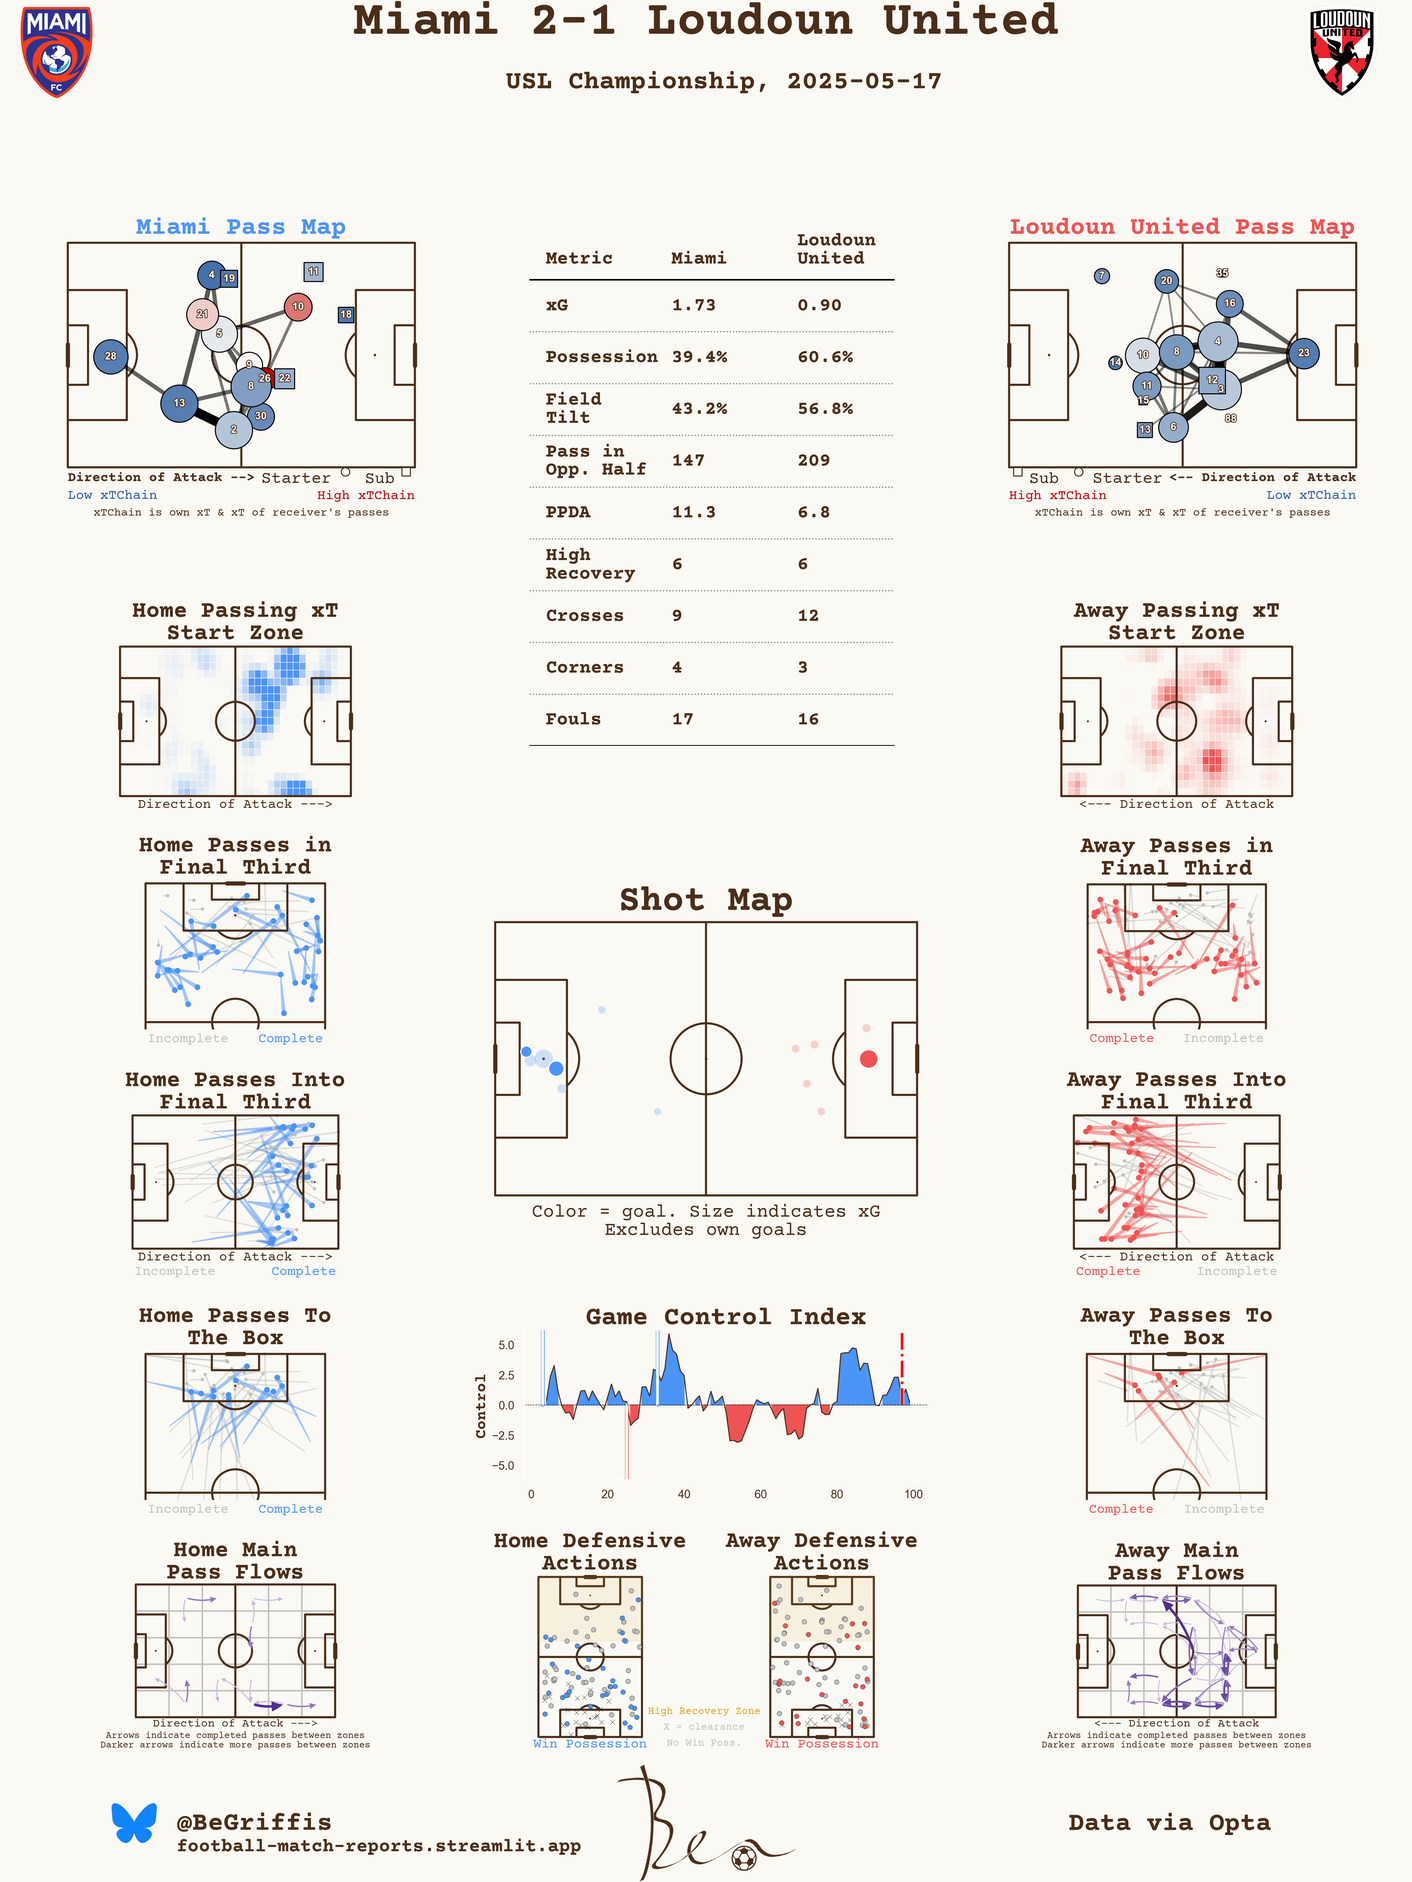 Miami 2-1 Loudoun United
USL Championship, 2025-05-17
MIAMI
FC
LOUDOUN
UNITED
Miami Pass Map
4
19
11
21
5
10
18
28
9
26
22
8
13
30
2
Direction of Attack --> Starter Sub
Low xTChain High xTChain
xTChain is own xT & xT of receiver's passes
Metric Miami Loudoun
United
xG 1.73 0.90
Possession 39.4% 60.6%
Field
Tilt 43.2% 56.8%
Pass in
Opp. Half 147 209
PPDA 11.3 6.8
High
Recovery 6 6
Crosses 9 12
Corners 4 3
Fouls 17 16
Loudoun United Pass Map
7
20
35
16
10
8
4
23
14
11
12
3
15
88
13
6
Sub Starter <-- Direction of Attack
High xTChain Low xTChain
xTChain is own xT & xT of receiver's passes
Home Passing xT
Start Zone
Direction of Attack --->
Away Passing xT
Start Zone
<--- Direction of Attack
Home Passes in
Final Third
Incomplete Complete
Away Passes in
Final Third
Complete Incomplete
Shot Map
Color = goal. Size indicates xG
Excludes own goals
Home Passes Into
Final Third
Direction of Attack --->
Incomplete Complete
Away Passes Into
Final Third
<--- Direction of Attack
Complete Incomplete
Home Passes To
The Box
Incomplete Complete
Game Control Index
Control
5.0
2.5
0.0
−2.5
−5.0
0 20 40 60 80 100
Away Passes To
The Box
Complete Incomplete
Home Main
Pass Flows
Direction of Attack --->
Arrows indicate completed passes between zones
Darker arrows indicate more passes between zones
Home Defensive
Actions
Win Possession
Away Defensive
Actions
Win Possession
High Recovery Zone
X = clearance
No Win Poss.
Away Main
Pass Flows
<--- Direction of Attack
Arrows indicate completed passes between zones
Darker arrows indicate more passes between zones
@BeGriffis
football-match-reports.streamlit.app
Ben
Data via Opta